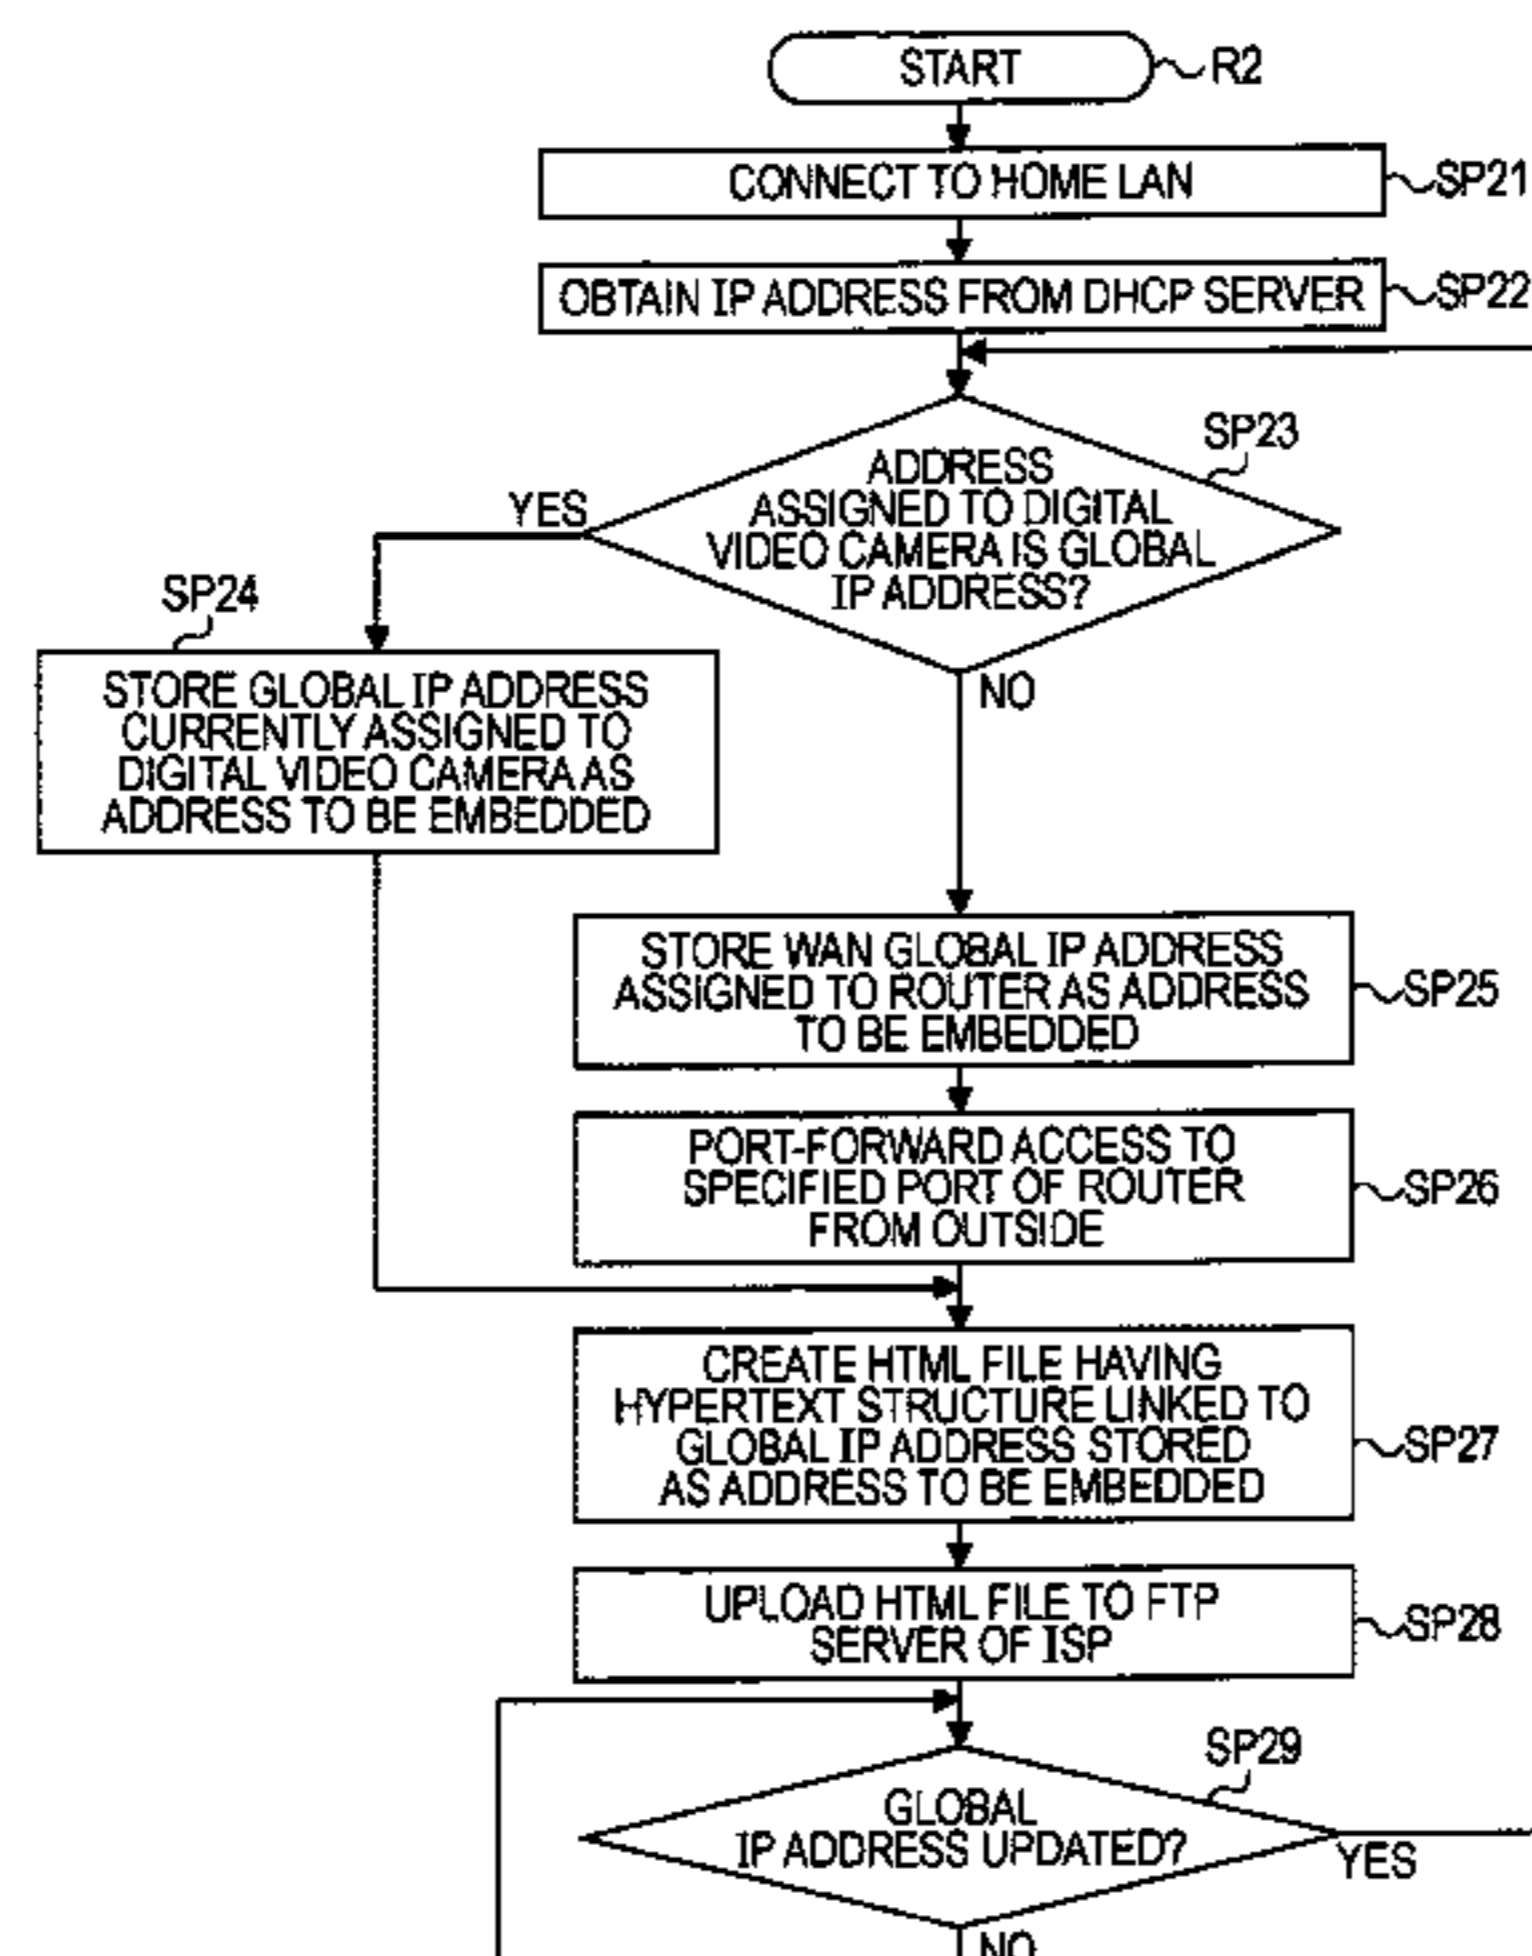 START
R2
CONNECT TO HOME LAN
SP21
OBTAIN IP ADDRESS FROM DHCP SERVER
SP22
SP23
ADDRESS
ASSIGNED TO DIGITAL
VIDEO CAMERA IS GLOBAL
IP ADDRESS?
YES
NO
SP24
STORE GLOBAL IP ADDRESS
CURRENTLY ASSIGNED TO
DIGITAL VIDEO CAMERA AS
ADDRESS TO BE EMBEDDED
STORE WAN GLOBAL IP ADDRESS
ASSIGNED TO ROUTER AS ADDRESS
TO BE EMBEDDED
SP25
PORT-FORWARD ACCESS TO
SPECIFIED PORT OF ROUTER
FROM OUTSIDE
SP26
CREATE HTML FILE HAVING
HYPERTEXT STRUCTURE LINKED TO
GLOBAL IP ADDRESS STORED
AS ADDRESS TO BE EMBEDDED
SP27
UPLOAD HTML FILE TO FTP
SERVER OF ISP
SP28
SP29
GLOBAL
IP ADDRESS UPDATED?
YES
NO